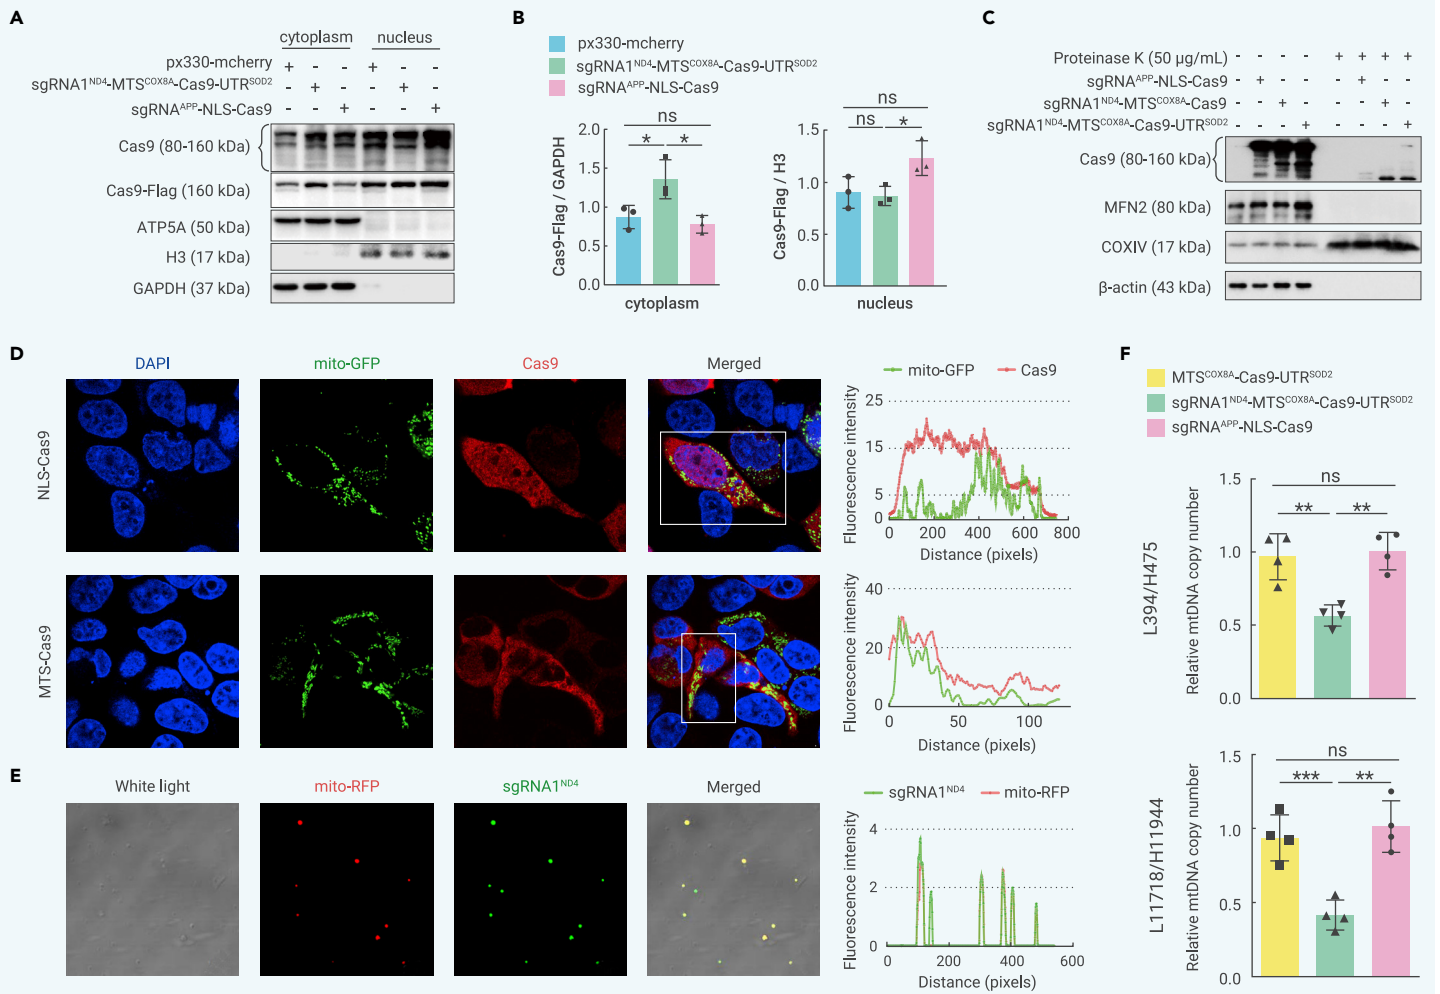 A
cytoplasm nucleus
px330-mcherry + - - + - -
sgRNA1ND4-MTSCOX8A-Cas9-UTRSOD2 - + - - + -
sgRNAAPP-NLS-Cas9 - - + - - +
Cas9 (80-160 kDa)
Cas9-Flag (160 kDa)
ATP5A (50 kDa)
H3 (17 kDa)
GAPDH (37 kDa)
B
px330-mcherry
sgRNA1ND4-MTSCOX8A-Cas9-UTRSOD2
sgRNAAPP-NLS-Cas9
Cas9-Flag / GAPDH
2.0
1.5
1.0
0.5
0.0
ns
* *
cytoplasm
Cas9-Flag / H3
1.5
1.0
0.5
0.0
ns
ns *
nucleus
C
Proteinase K (50 μg/mL) - - - - + + + +
sgRNAAPP-NLS-Cas9 - + - - - + - -
sgRNA1ND4-MTSCOX8A-Cas9 - - + - - - + -
sgRNA1ND4-MTSCOX8A-Cas9-UTRSOD2 - - - + - - - +
Cas9 (80-160 kDa)
MFN2 (80 kDa)
COXIV (17 kDa)
β-actin (43 kDa)
D
DAPI mito-GFP Cas9 Merged
NLS-Cas9
MTS-Cas9
mito-GFP Cas9
Fluorescence intensity
25
15
5
0
0 200 400 600 800
Distance (pixels)
Fluorescence intensity
40
20
0
0 50 100
Distance (pixels)
E
White light mito-RFP sgRNA1ND4 Merged
sgRNA1ND4 mito-RFP
Fluorescence intensity
4
2
0
0 200 400 600
Distance (pixels)
F
MTSCOX8A-Cas9-UTRSOD2
sgRNA1ND4-MTSCOX8A-Cas9-UTRSOD2
sgRNAAPP-NLS-Cas9
L394/H475
Relative mtDNA copy number
1.5
1.0
0.5
0.0
ns
** **
L11718/H11944
Relative mtDNA copy number
1.5
1.0
0.5
0.0
ns
*** **